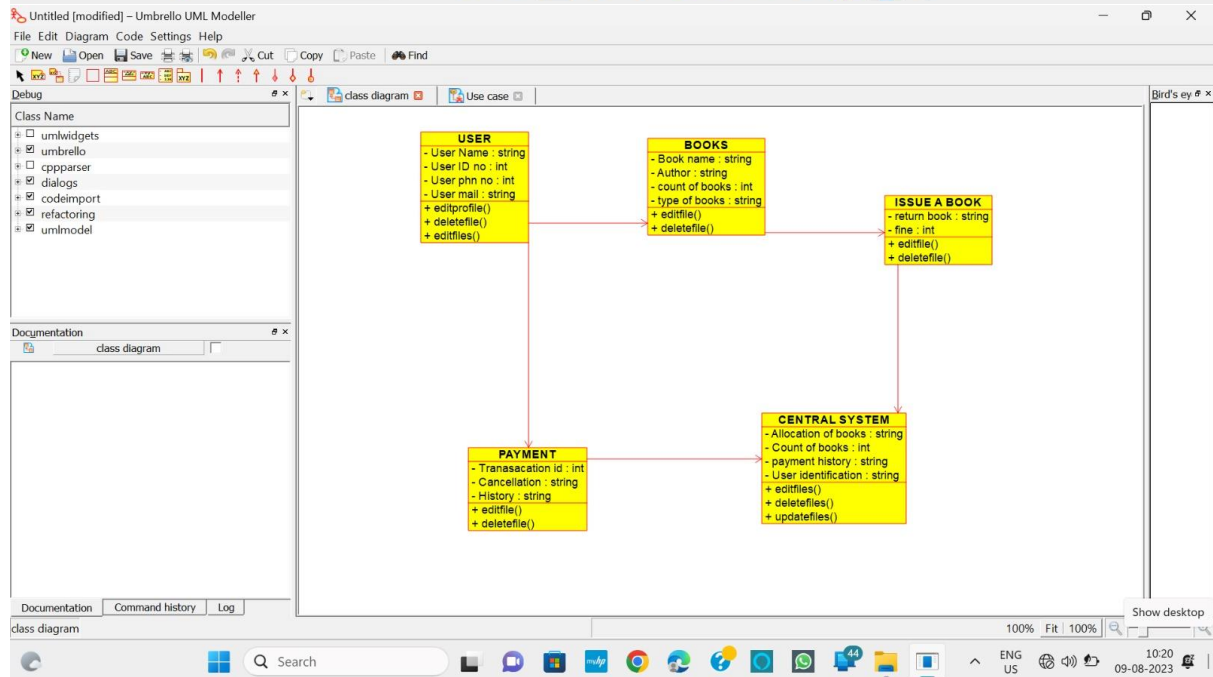 Untitled [modified] – Umbrello UML Modeller
File Edit Diagram Code Settings Help
New Open Save Cut Copy Paste Find
Debug
class diagram
Use case
Bird's ey
Class Name
umlwidgets
umbrello
cppparser
dialogs
codeimport
refactoring
umlmodel
USER
- User Name : string
- User ID no : int
- User phn no : int
- User mail : string
+ editprofile()
+ deletefile()
+ editfiles()
BOOKS
- Book name : string
- Author : string
- count of books : int
- type of books : string
+ editfile()
+ deletefile()
ISSUE A BOOK
- return book : string
- fine : int
+ editfile()
+ deletefile()
Documentation
class diagram
PAYMENT
- Tranasacation id : int
- Cancellation : string
- History : string
+ editfile()
+ deletefile()
CENTRAL SYSTEM
- Allocation of books : string
- Count of books : int
- payment history : string
- User identification : string
+ editfiles()
+ deletefiles()
+ updatefiles()
Documentation Command history Log
Show desktop
class diagram
100% Fit 100%
Search
myhp
44
ENG
US
10:20
09-08-2023